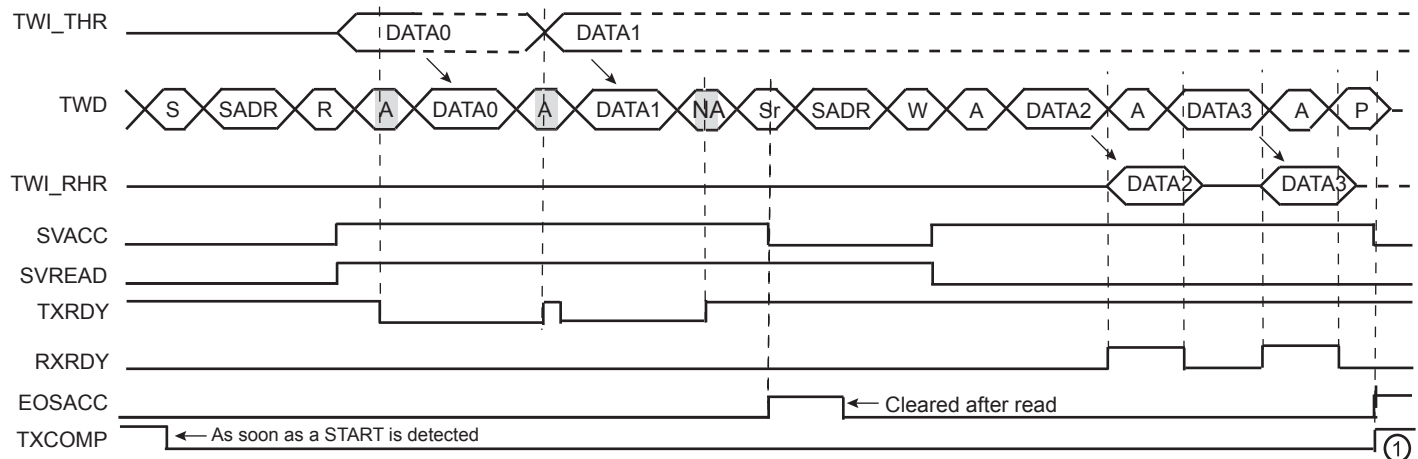 TWI_THR DATA0 DATA1
TWD S SADR R A DATA0 A DATA1 NA Sr SADR W A DATA2 A DATA3 A P
TWI_RHR DATA2 DATA3
SVACC
SVREAD
TXRDY
RXRDY
EOSACC Cleared after read
TXCOMP As soon as a START is detected 1